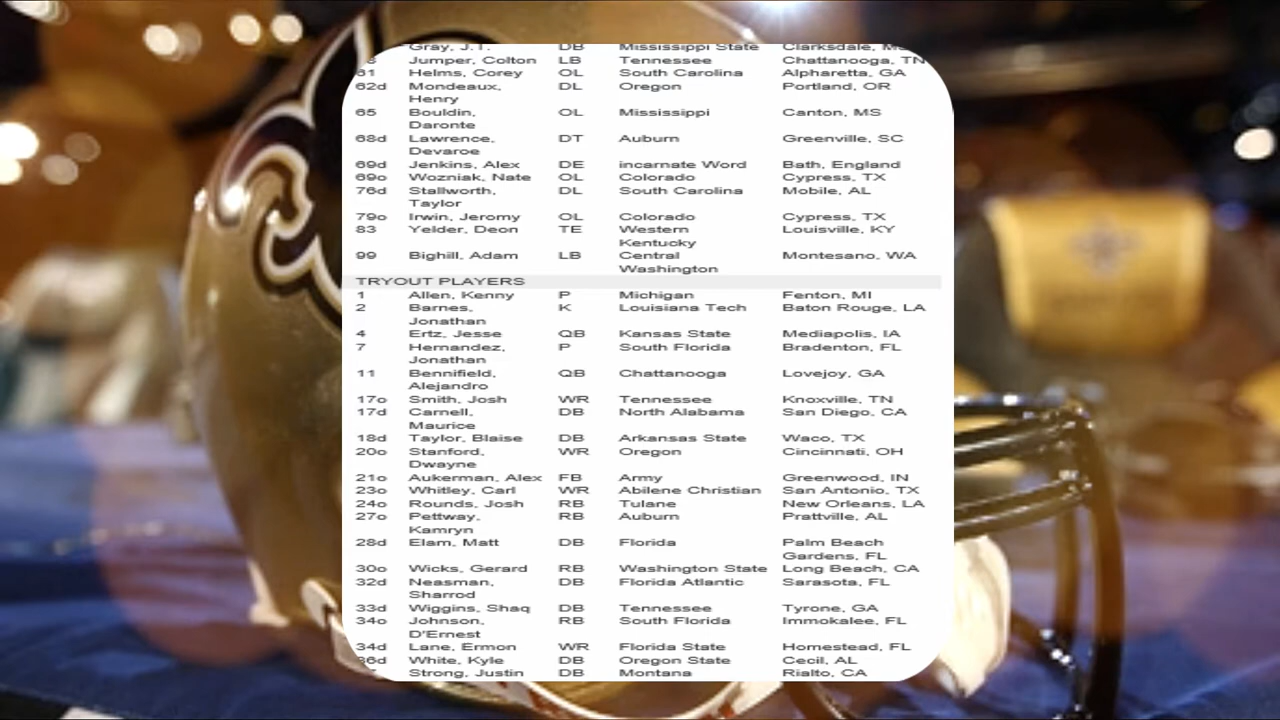 Gray, J.T. DB Mississippi State Clarksdale,
Jumper, Colton LB Tennessee Chattanooga, TN
61 Helms, Corey OL South Carolina Alpharetta, GA
62d Mondeaux, DL Oregon Portland, OR
Henry
65 Bouldin, OL Mississippi Canton, MS
Daronte
68d Lawrence, DT Auburn Greenville, SC
Devaroe
69d Jenkins, Alex DE incarnate Word Bath, England
69o Wozniak, Nate OL Colorado Cypress, TX
76d Stallworth, DL South Carolina Mobile, AL
Taylor
79o Irwin, Jeromy OL Colorado Cypress, TX
83 Yelder, Deon TE Western Louisville, KY
Kentucky
99 Bighill, Adam LB Central Montesano, WA
Washington
TRYOUT PLAYERS
1 Allen, Kenny P Michigan Fenton, MI
2 Barnes, K Louisiana Tech Baton Rouge, LA
Jonathan
4 Ertz, Jesse QB Kansas State Mediapolis, IA
7 Hernandez, P South Florida Bradenton, FL
Jonathan
11 Bennifield, QB Chattanooga Lovejoy, GA
Alejandro
17o Smith, Josh WR Tennessee Knoxville, TN
17d Carnell, DB North Alabama San Diego, CA
Maurice
18d Taylor, Blaise DB Arkansas State Waco, TX
20o Stanford, WR Oregon Cincinnati, OH
Dwayne
21o Aukerman, Alex FB Army Greenwood, IN
23o Whitley, Carl WR Abilene Christian San Antonio, TX
24o Rounds, Josh RB Tulane New Orleans, LA
27o Pettway, RB Auburn Prattville, AL
Kamryn
28d Elam, Matt DB Florida Palm Beach
Gardens, FL
30o Wicks, Gerard RB Washington State Long Beach, CA
32d Neasman, DB Florida Atlantic Sarasota, FL
Sharrod
33d Wiggins, Shaq DB Tennessee Tyrone, GA
34o Johnson, RB South Florida Immokalee, FL
D'Ernest
34d Lane, Ermon WR Florida State Homestead, FL
36d White, Kyle DB Oregon State Cecil, AL
Strong, Justin DB Montana Rialto, CA